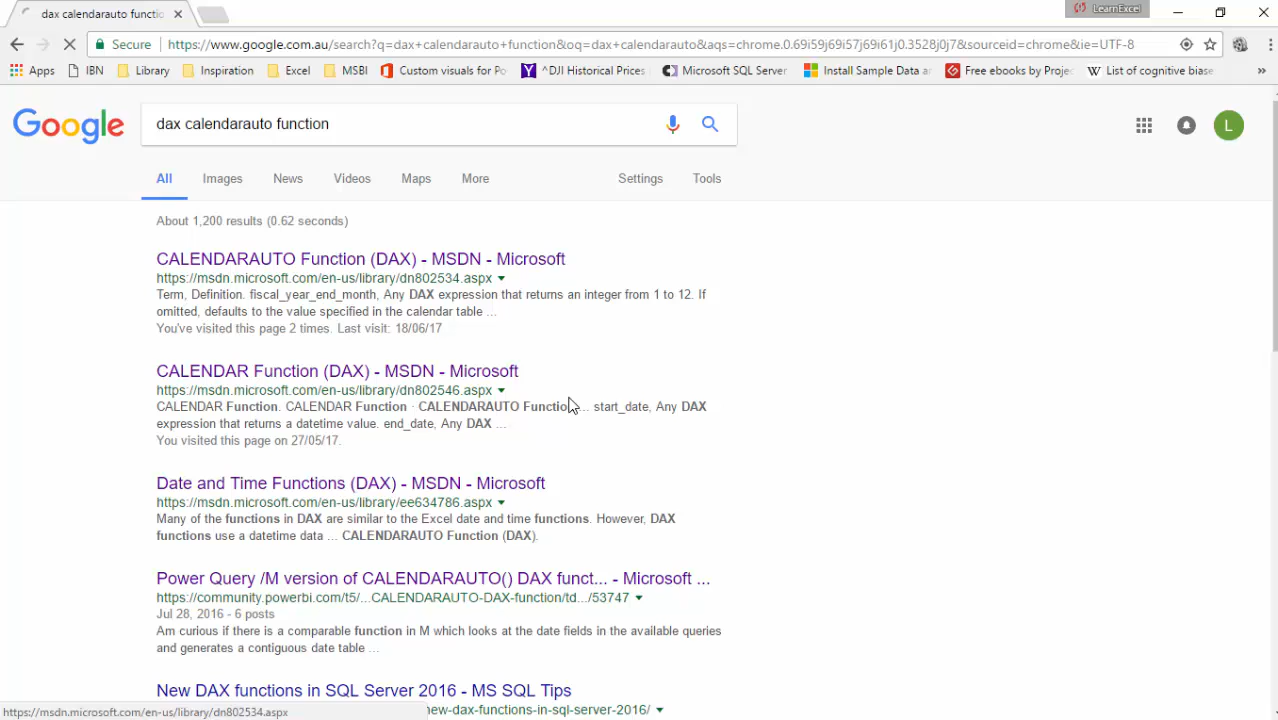 dax calendarauto functio
LearnExcel
Secure
https://www.google.com.au/search?q=dax+calendarauto+function&oq=dax+calendarauto&aqs=chrome.0.69i59j69i57j69i61j0.3528j0j7&sourceid=chrome&ie=UTF-8
Apps IBN Library Inspiration Excel MSBI Custom visuals for Po ^DJI Historical Prices Microsoft SQL Server Install Sample Data ar Free ebooks by Projec List of cognitive biase »
Google
dax calendarauto function
L
All Images News Videos Maps More Settings Tools
About 1,200 results (0.62 seconds)
CALENDARAUTO Function (DAX) - MSDN - Microsoft
https://msdn.microsoft.com/en-us/library/dn802534.aspx
Term, Definition. fiscal_year_end_month, Any DAX expression that returns an integer from 1 to 12. If
omitted, defaults to the value specified in the calendar table ...
You've visited this page 2 times. Last visit: 18/06/17
CALENDAR Function (DAX) - MSDN - Microsoft
https://msdn.microsoft.com/en-us/library/dn802546.aspx
CALENDAR Function. CALENDAR Function · CALENDARAUTO Function... start_date, Any DAX
expression that returns a datetime value. end_date, Any DAX ...
You visited this page on 27/05/17.
Date and Time Functions (DAX) - MSDN - Microsoft
https://msdn.microsoft.com/en-us/library/ee634786.aspx
Many of the functions in DAX are similar to the Excel date and time functions. However, DAX
functions use a datetime data ... CALENDARAUTO Function (DAX).
Power Query /M version of CALENDARAUTO() DAX funct... - Microsoft ...
https://community.powerbi.com/t5/...CALENDARAUTO-DAX-function/td.../53747
Jul 28, 2016 - 6 posts
Am curious if there is a comparable function in M which looks at the date fields in the available queries
and generates a contiguous date table ...
New DAX functions in SQL Server 2016 - MS SQL Tips
new-dax-functions-in-sql-server-2016/
https://msdn.microsoft.com/en-us/library/dn802534.aspx